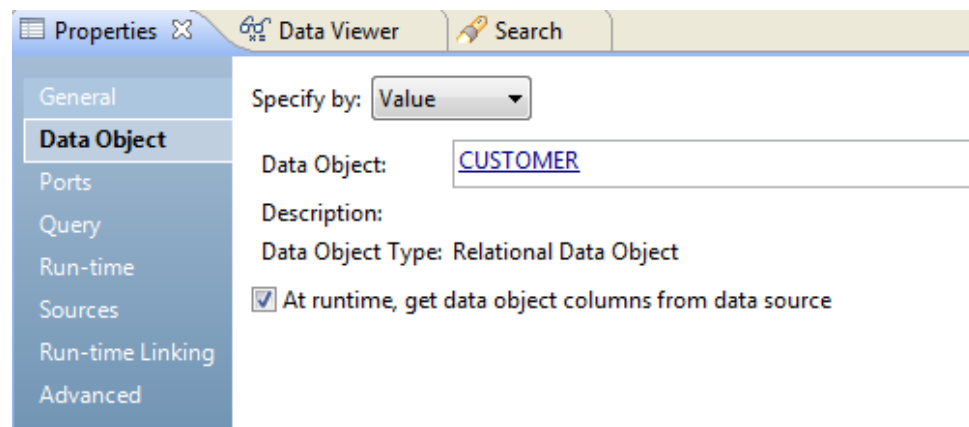 Properties Data Viewer Search
General
Specify by: Value
Data Object
Data Object: CUSTOMER
Ports
Description:
Query
Data Object Type: Relational Data Object
Run-time
At runtime, get data object columns from data source
Sources
Run-time Linking
Advanced